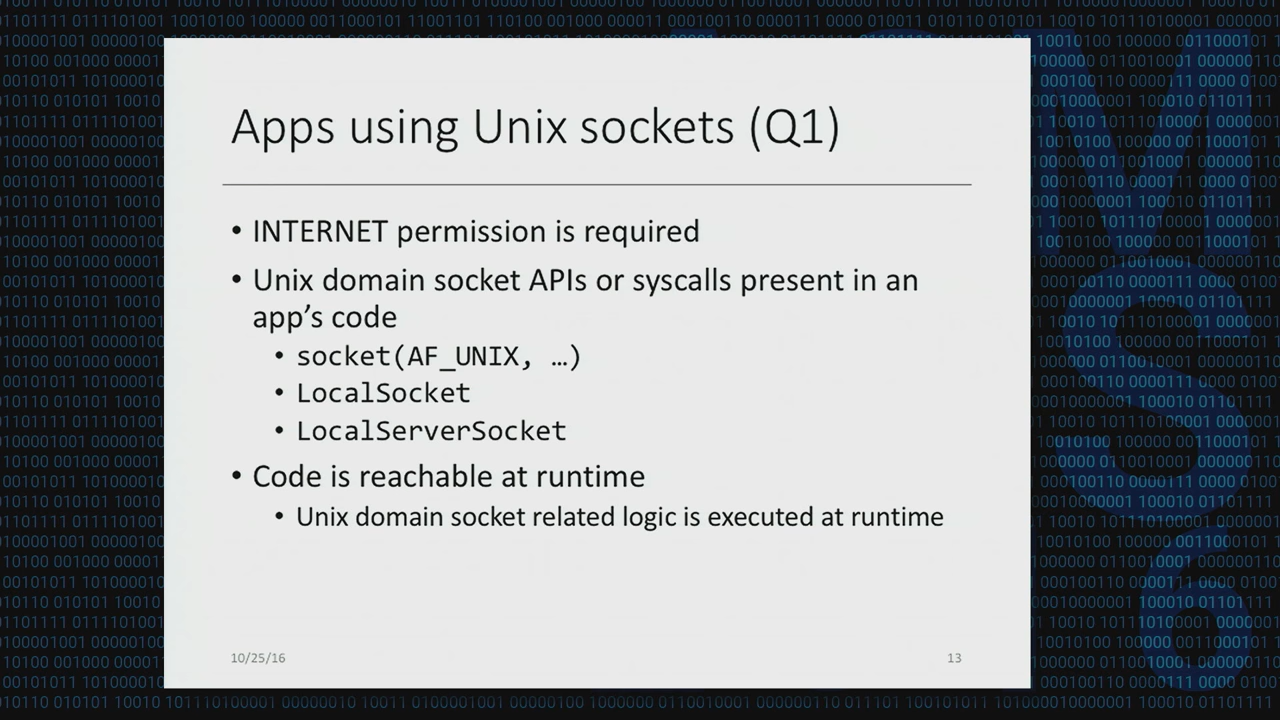 Apps using Unix sockets (Q1)
• INTERNET permission is required
• Unix domain socket APIs or syscalls present in an
app's code
• socket(AF_UNIX, …)
• LocalSocket
• LocalServerSocket
• Code is reachable at runtime
• Unix domain socket related logic is executed at runtime
10/25/16
13